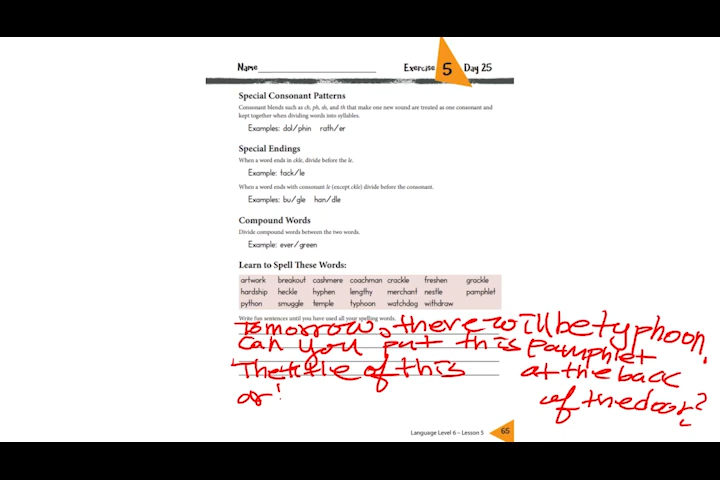 Name
Exercise 5 Day 25
Special Consonant Patterns
Consonant blends such as ch, ph, sh, and th that make one new sound are treated as one consonant and
kept together when dividing words into syllables.
Examples: dol/phin rath/er
Special Endings
When a word ends in ckle, divide before the le.
Example: tack/le
When a word ends with consonant le (except ckle) divide before the consonant.
Examples: bu/gle han/dle
Compound Words
Divide compound words between the two words.
Example: ever/green
Learn to Spell These Words:
artwork breakout cashmere coachman crackle freshen grackle
hardship heckle hyphen lengthy merchant nestle pamphlet
python smuggle temple typhoon watchdog withdraw
Write fun sentences until you have used all your spelling words.
Tomorrow, there will be typhoon.
Can you put this pamphlet
at the back
of the door?
The title of this
Language Level 6 – Lesson 5 65